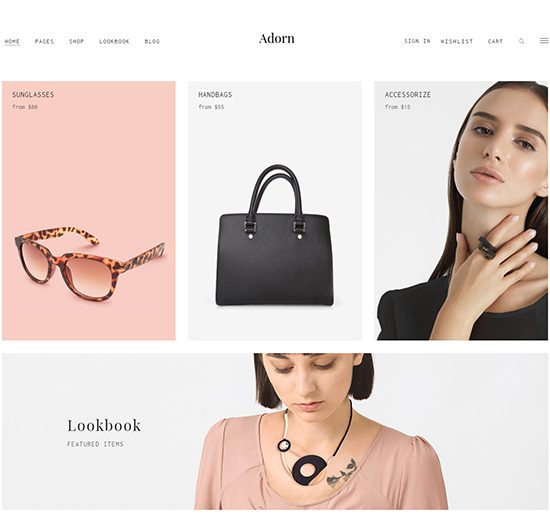 HOME PAGES SHOP LOOKBOOK BLOG
Adorn
SIGN IN WISHLIST CART
SUNGLASSES
from $60
HANDBAGS
from $55
ACCESSORIZE
from $15
Lookbook
FEATURED ITEMS